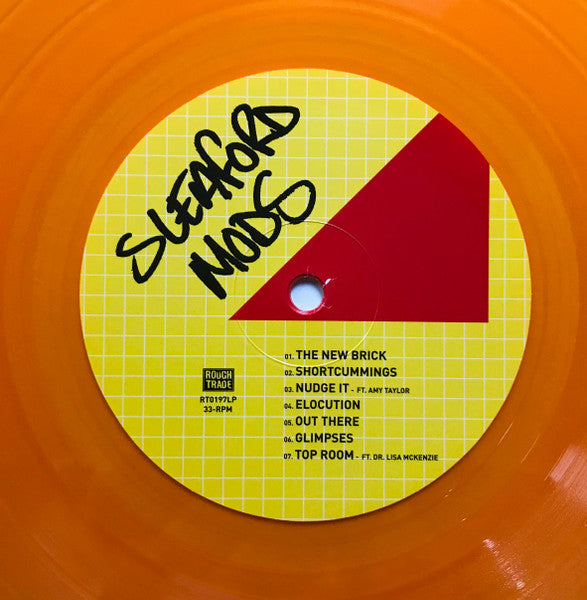 SLEAFORD
MODS
ROUGH
TRADE
RT0197LP
33-RPM
01. THE NEW BRICK
02. SHORTCUMMINGS
03. NUDGE IT - FT. AMY TAYLOR
04. ELOCUTION
05. OUT THERE
06. GLIMPSES
07. TOP ROOM - FT. DR. LISA MCKENZIE